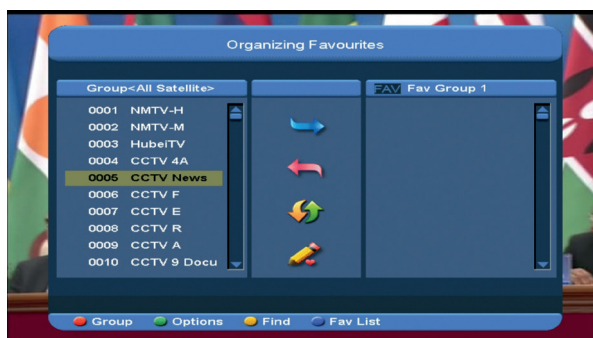 Organizing Favourites
Group<All Satellite>
FAV Fav Group 1
0001 NMTV-H
0002 NMTV-M
0003 HubeiTV
0004 CCTV 4A
0005 CCTV News
0006 CCTV F
0007 CCTV E
0008 CCTV R
0009 CCTV A
0010 CCTV 9 Docu
Group Options Find Fav List